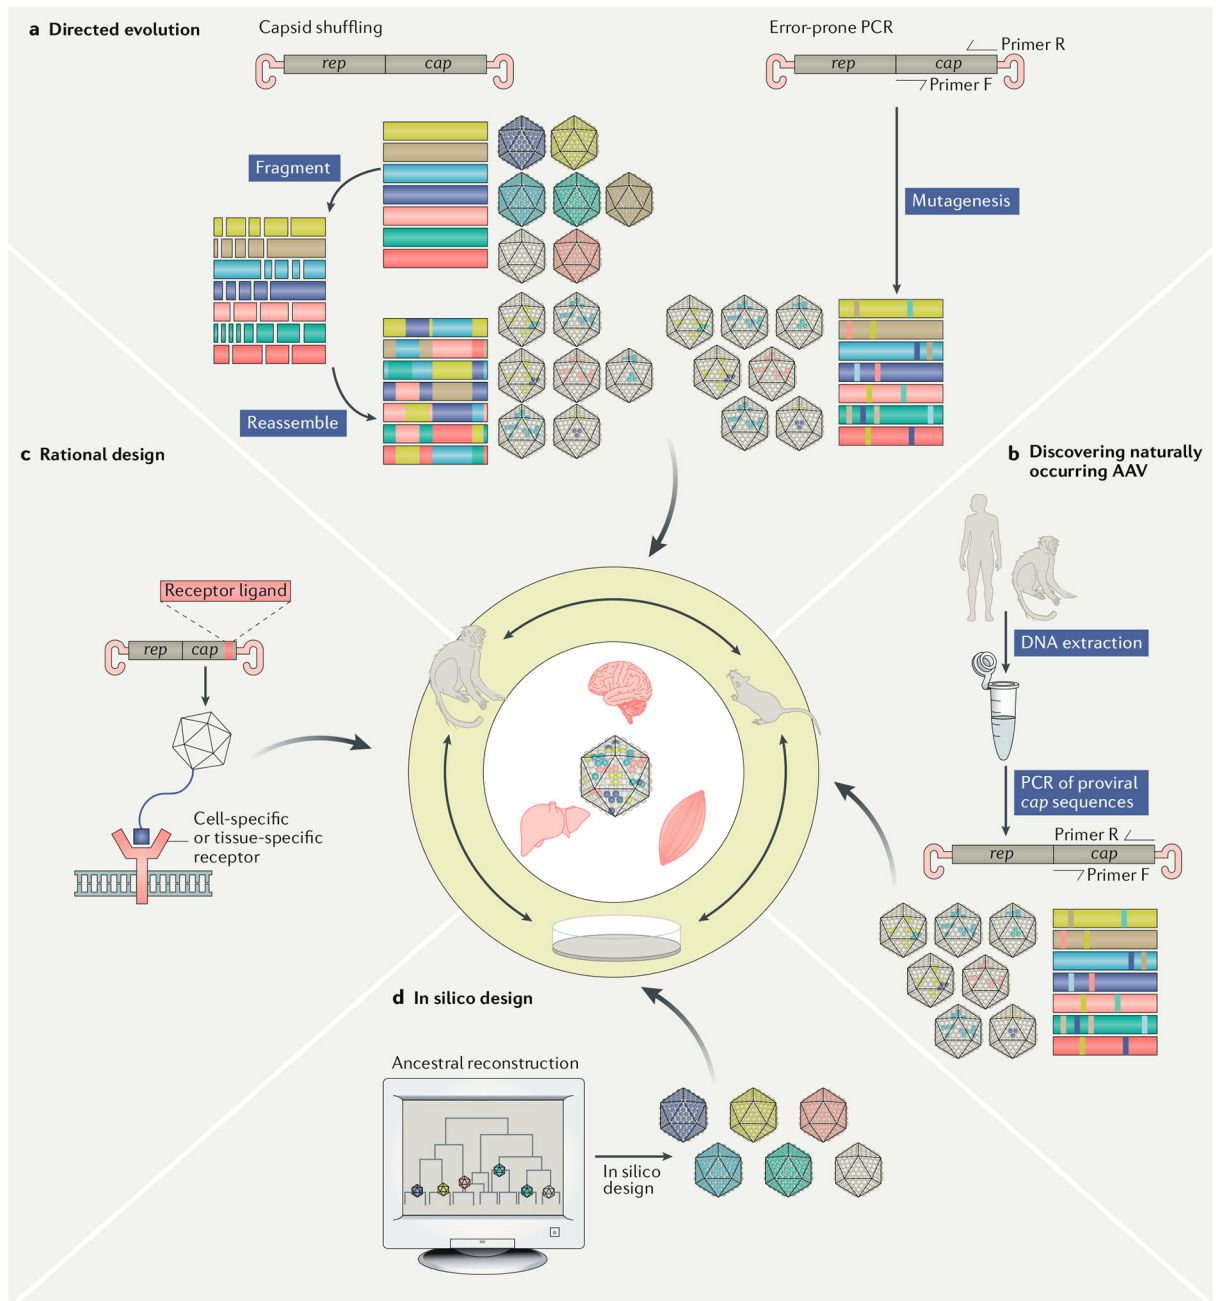 a Directed evolution
Capsid shuffling
rep
cap
Error-prone PCR
Primer R
rep
cap
Primer F
Fragment
Mutagenesis
Reassemble
c Rational design
b Discovering naturally
occurring AAV
Receptor ligand
rep
cap
Cell-specific
or tissue-specific
receptor
DNA extraction
PCR of proviral
cap sequences
Primer R
rep
cap
Primer F
d In silico design
Ancestral reconstruction
In silico
design